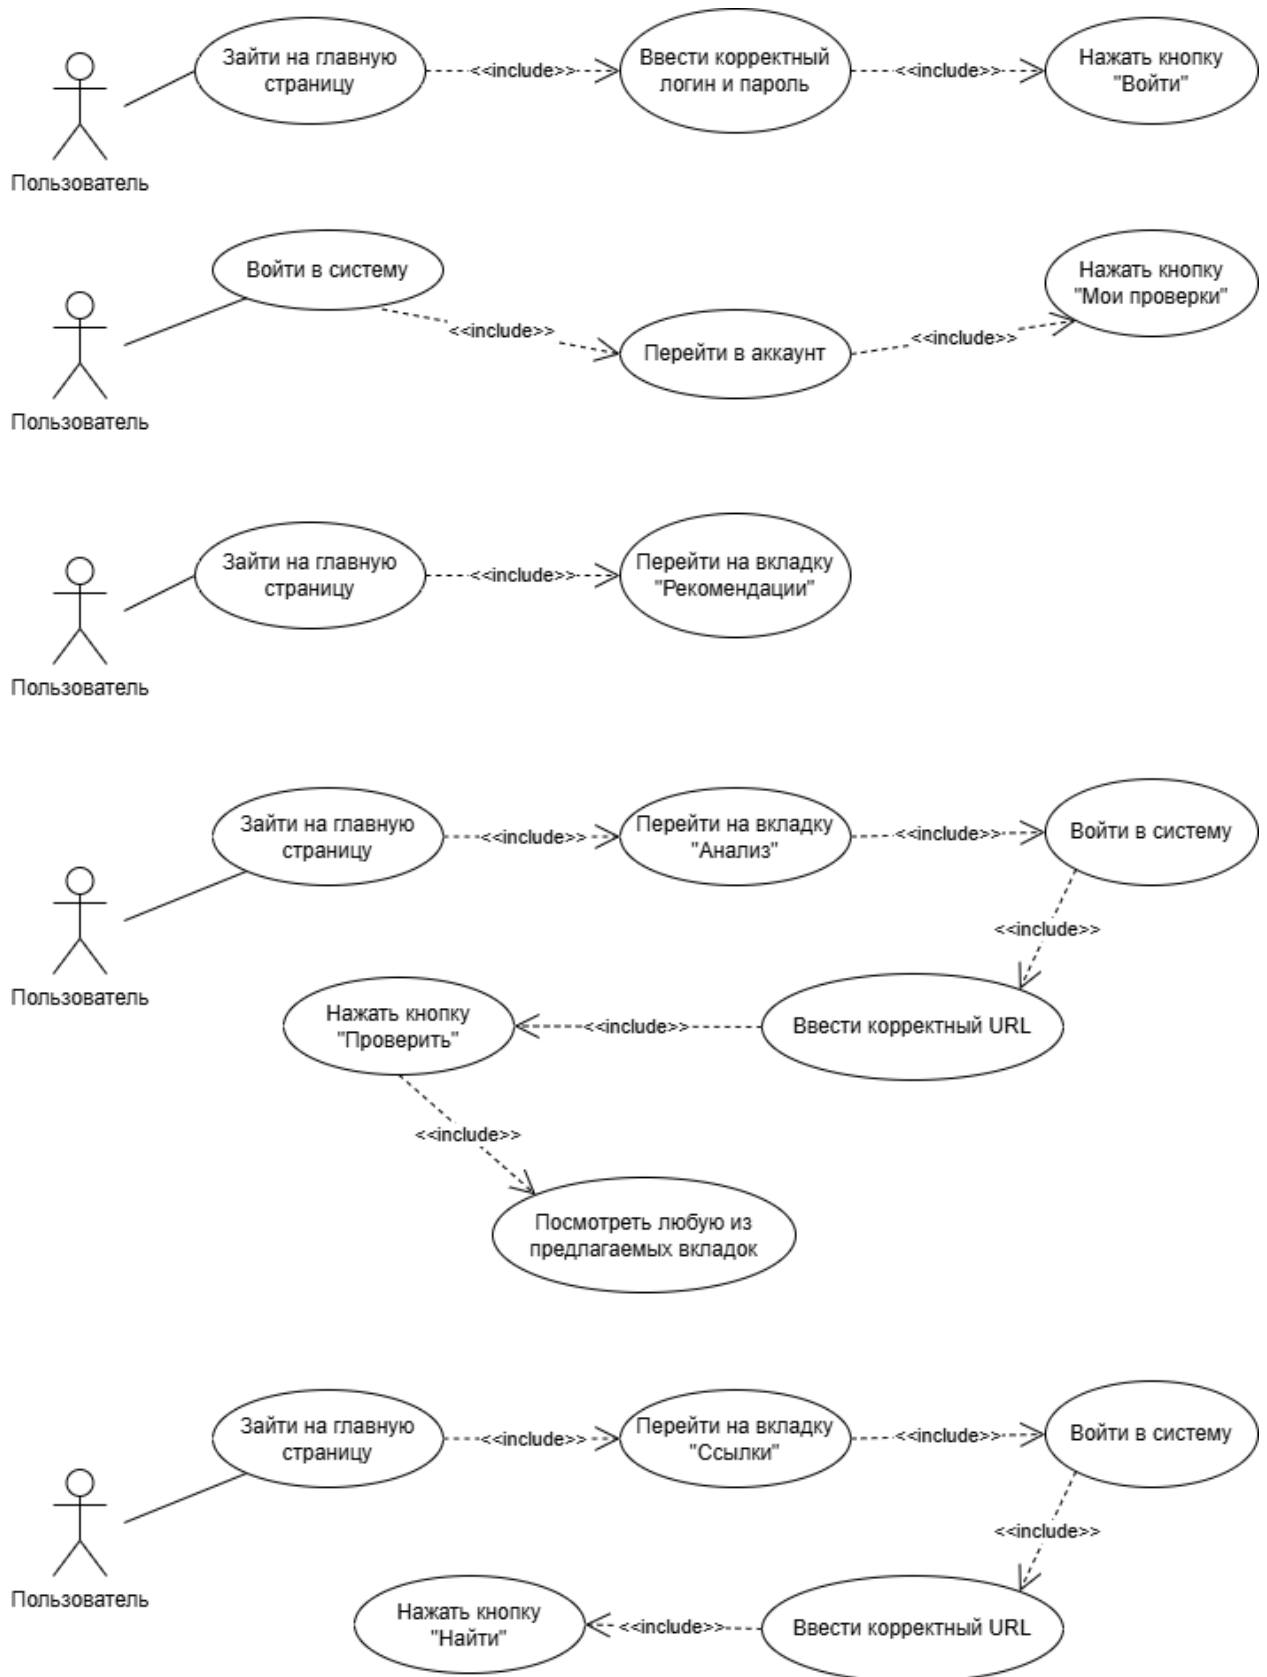 Зайти на главную
страницу
<<include>>
Ввести корректный
логин и пароль
<<include>>
Нажать кнопку
"Войти"
Пользователь
Войти в систему
<<include>>
Перейти в аккаунт
<<include>>
Нажать кнопку
"Мои проверки"
Пользователь
Зайти на главную
страницу
<<include>>
Перейти на вкладку
"Рекомендации"
Пользователь
Зайти на главную
страницу
<<include>>
Перейти на вкладку
"Анализ"
<<include>>
Войти в систему
<<include>>
Пользователь
Ввести корректный URL
<<include>>
Нажать кнопку
"Проверить"
<<include>>
Посмотреть любую из
предлагаемых вкладок
Зайти на главную
страницу
<<include>>
Перейти на вкладку
"Ссылки"
<<include>>
Войти в систему
<<include>>
Пользователь
Ввести корректный URL
<<include>>
Нажать кнопку
"Найти"